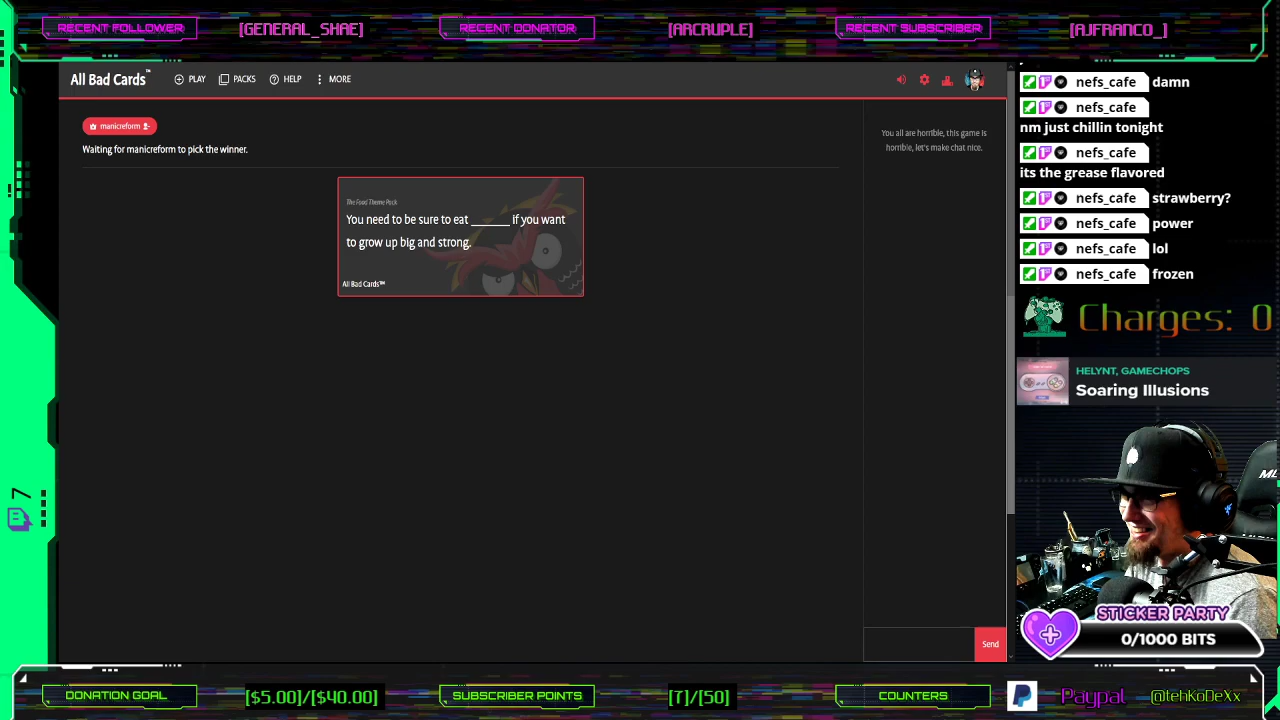 RECENT FOLLOWER
[GENERAL_SHAE]
RECENT DONATOR
[ARCRUPLE]
RECENT SUBSCRIBER
[AJFRANCO_]
All Bad Cards™
PLAY
PACKS
HELP
MORE
manicreform
Waiting for manicreform to pick the winner.
The Food Theme Pack
You need to be sure to eat ______ if you want
to grow up big and strong.
All Bad Cards™
You all are horrible, this game is
horrible, let's make chat nice.
Send
nefs_cafe damn
nefs_cafe
nm just chillin tonight
nefs_cafe
its the grease flavored
nefs_cafe strawberry?
nefs_cafe power
nefs_cafe lol
nefs_cafe frozen
Charges: 0
HELYNT, GAMECHOPS
Soaring Illusions
7
STICKER PARTY
0/1000 BITS
DONATION GOAL
[$5.00]/[$40.00]
SUBSCRIBER POINTS
[7]/[50]
COUNTERS
Paypal
@tehKoDeXx